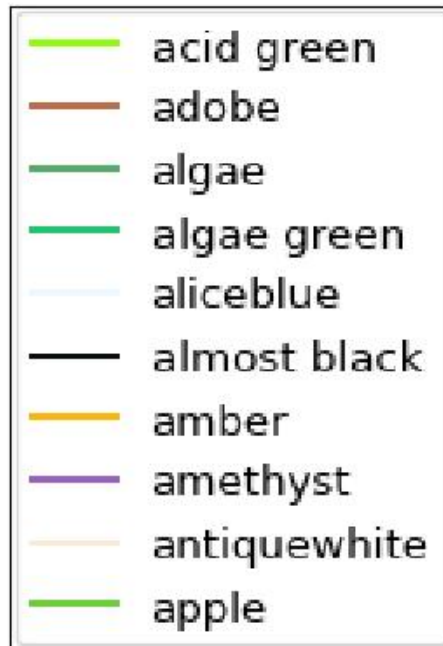 acid green
adobe
algae
algae green
aliceblue
almost black
amber
amethyst
antiquewhite
apple